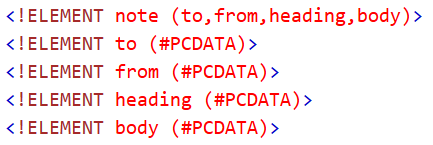 <!ELEMENT note (to,from,heading,body)>
<!ELEMENT to (#PCDATA)>
<!ELEMENT from (#PCDATA)>
<!ELEMENT heading (#PCDATA)>
<!ELEMENT body (#PCDATA)>